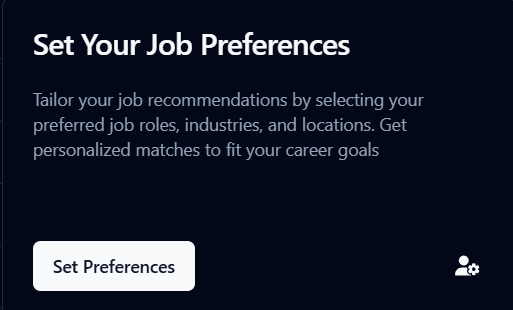 Set Your Job Preferences
Tailor your job recommendations by selecting your
preferred job roles, industries, and locations. Get
personalized matches to fit your career goals
Set Preferences